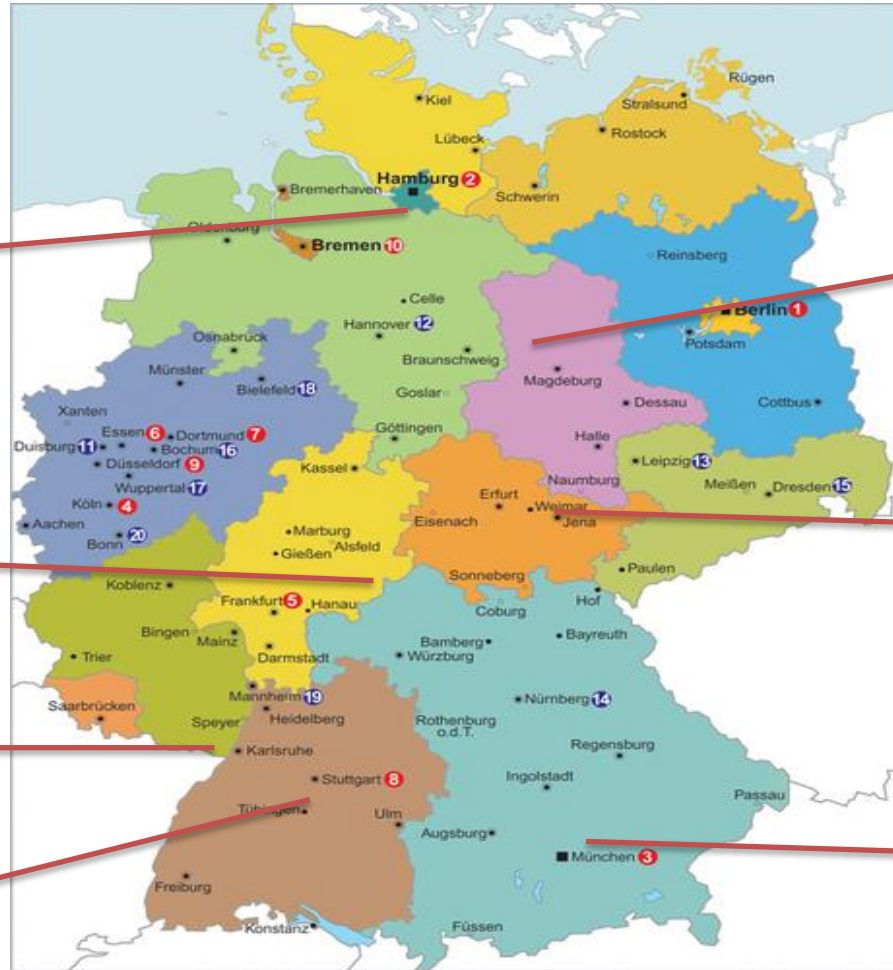 Rügen
Stralsund
Kiel
Rostock
Lübeck
Hamburg 2
Bremerhaven
Schwerin
Oldenburg
Bremen 10
Reinsberg
Celle
Berlin 1
Hannover 12
Osnabrück
Potsdam
Braunschweig
Münster
Magdeburg
Bielefeld 18
Goslar
Dessau
Cottbus
Xanten
Essen 6
Dortmund 7
Göttingen
Halle
Duisburg 11
Bochum 16
Düsseldorf 9
Kassel
Leipzig 13
Naumburg
Meißen
Dresden 15
Wuppertal 17
Köln 4
Erfurt
Weimar
Eisenach
Jena
Aachen
Marburg
Alsfeld
Bonn 20
Gießen
Paulen
Sonneberg
Koblenz
Hof
Frankfurt 5
Hanau
Coburg
Bingen
Mainz
Bamberg
Bayreuth
Trier
Darmstadt
Würzburg
Mannheim 19
Nürnberg 14
Saarbrücken
Heidelberg
Speyer
Rothenburg
o.d.T.
Karlsruhe
Regensburg
Stuttgart 8
Ingolstadt
Passau
Tübingen
Ulm
Augsburg
München 3
Freiburg
Konstanz
Füssen